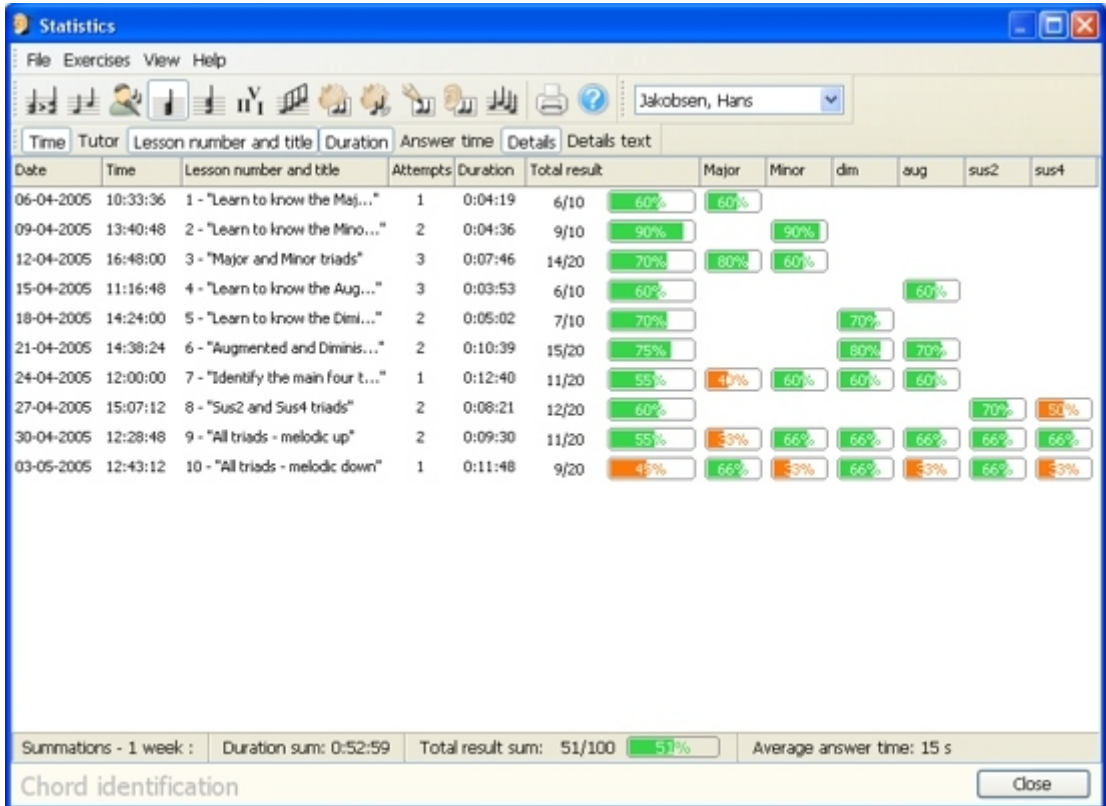 Statistics
File Exercises View Help
Jakobsen, Hans
Time Tutor Lesson number and title Duration Answer time Details Details text
Date Time Lesson number and title Attempts Duration Total result Major Minor dim aug sus2 sus4
06-04-2005 10:33:36 1 - "Learn to know the Maj..." 1 0:04:19 6/10 60% 60%
09-04-2005 13:40:48 2 - "Learn to know the Mino..." 2 0:04:36 9/10 90% 90%
12-04-2005 16:48:00 3 - "Major and Minor triads" 3 0:07:46 14/20 70% 80% 60%
15-04-2005 11:16:48 4 - "Learn to know the Aug..." 3 0:03:53 6/10 60% 60%
18-04-2005 14:24:00 5 - "Learn to know the Dimi..." 2 0:05:02 7/10 70% 70%
21-04-2005 14:38:24 6 - "Augmented and Diminis..." 2 0:10:39 15/20 75% 80% 70%
24-04-2005 12:00:00 7 - "Identify the main four t..." 1 0:12:40 11/20 55% 40% 60% 60% 60%
27-04-2005 15:07:12 8 - "Sus2 and Sus4 triads" 2 0:08:21 12/20 60% 70% 50%
30-04-2005 12:28:48 9 - "All triads - melodic up" 2 0:09:30 11/20 55% 33% 66% 66% 66% 66% 66%
03-05-2005 12:43:12 10 - "All triads - melodic down" 1 0:11:48 9/20 45% 66% 33% 66% 33% 66% 33%
Summations - 1 week : Duration sum: 0:52:59 Total result sum: 51/100 51% Average answer time: 15 s
Chord identification Close